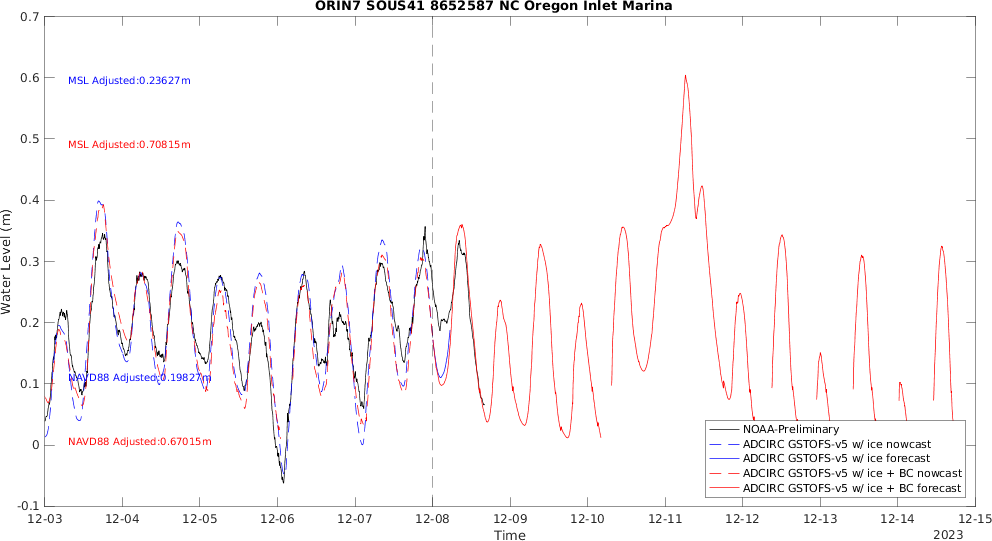 ORIN7 SOUS41 8652587 NC Oregon Inlet Marina
0.7
0.6
0.5
0.4
0.3
0.2
0.1
0
-0.1
Water Level (m)
MSL Adjusted:0.23627m
MSL Adjusted:0.70815m
NAVD88 Adjusted:0.19827m
NAVD88 Adjusted:0.67015m
NOAA-Preliminary
ADCIRC GSTOFS-v5 w/ ice nowcast
ADCIRC GSTOFS-v5 w/ ice forecast
ADCIRC GSTOFS-v5 w/ ice + BC nowcast
ADCIRC GSTOFS-v5 w/ ice + BC forecast
12-03 12-04 12-05 12-06 12-07 12-08 12-09 12-10 12-11 12-12 12-13 12-14 12-15
Time
2023